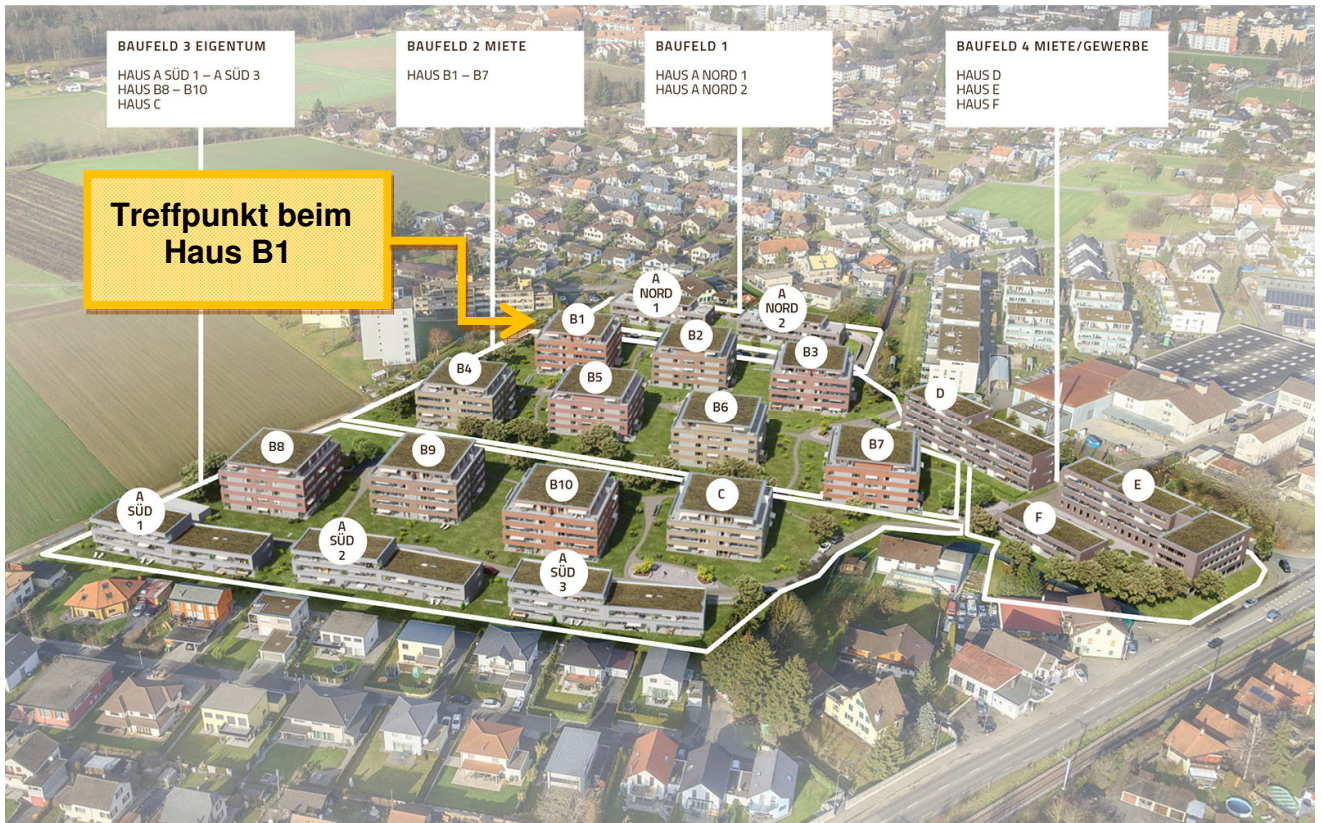 BAUFELD 3 EIGENTUM
HAUS A SÜD 1 – A SÜD 3
HAUS B8 – B10
HAUS C
BAUFELD 2 MIETE
HAUS B1 – B7
BAUFELD 1
HAUS A NORD 1
HAUS A NORD 2
BAUFELD 4 MIETE/GEWERBE
HAUS D
HAUS E
HAUS F
Treffpunkt beim
Haus B1
A
NORD
1
A
NORD
2
B1
B2
B3
B4
B5
B6
D
B7
B8
B9
B10
C
E
F
A
SÜD
1
A
SÜD
2
A
SÜD
3